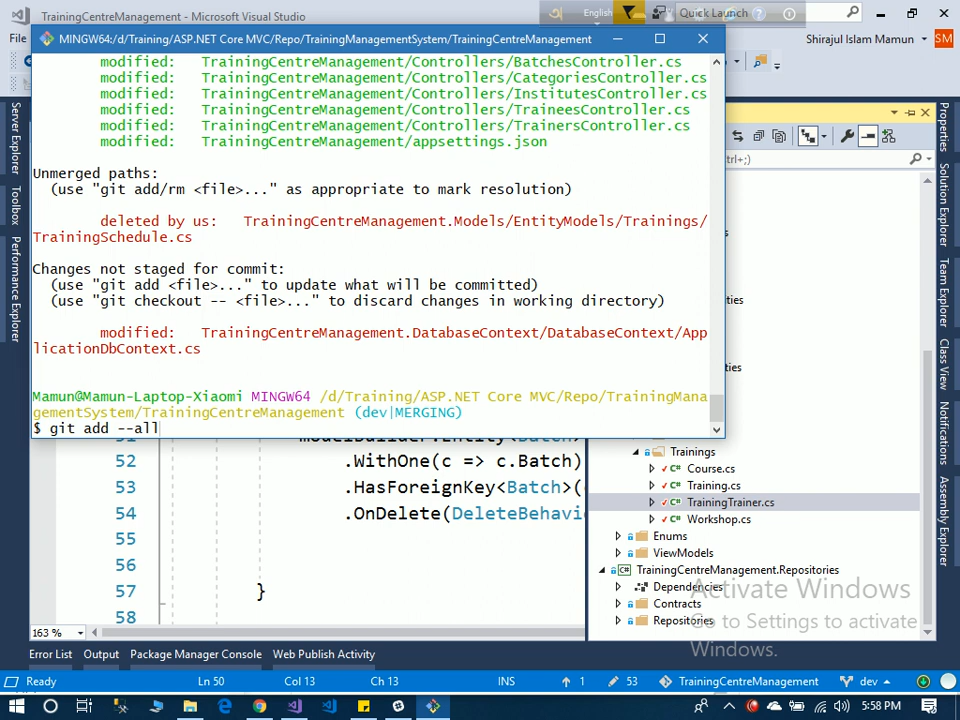 TrainingCentreManagement - Microsoft Visual Studio
English
Quick Launch
File
Shirajul Islam Mamun
SM
MINGW64:/d/Training/ASP.NET Core MVC/Repo/TrainingManagementSystem/TrainingCentreManagement
modified: TrainingCentreManagement/Controllers/BatchesController.cs
modified: TrainingCentreManagement/Controllers/CategoriesController.cs
modified: TrainingCentreManagement/Controllers/InstitutesController.cs
modified: TrainingCentreManagement/Controllers/TraineesController.cs
modified: TrainingCentreManagement/Controllers/TrainersController.cs
modified: TrainingCentreManagement/appsettings.json
Unmerged paths:
(use "git add/rm <file>..." as appropriate to mark resolution)
deleted by us: TrainingCentreManagement.Models/EntityModels/Trainings/
TrainingSchedule.cs
Changes not staged for commit:
(use "git add <file>..." to update what will be committed)
(use "git checkout -- <file>..." to discard changes in working directory)
modified: TrainingCentreManagement.DatabaseContext/DatabaseContext/App
licationDbContext.cs
Mamun@Mamun-Laptop-Xiaomi MINGW64 /d/Training/ASP.NET Core MVC/Repo/TrainingMana
gementSystem/TrainingCentreManagement (dev|MERGING)
$ git add --all
Server Explorer
Toolbox
Performance Explorer
52 .WithOne(c => c.Batch)
53 .HasForeignKey<Batch>(
54 .OnDelete(DeleteBehavi
55
56
57 }
58
163 %
trl+;)
Trainings
Course.cs
Training.cs
TrainingTrainer.cs
Workshop.cs
Enums
ViewModels
TrainingCentreManagement.Repositories
Dependencies
Contracts
Repositories
Activate Windows
Go to Settings to activate
Windows.
Properties
Solution Explorer
Team Explorer
Class View
Notifications
Assembly Explorer
Error List
Output
Package Manager Console
Web Publish Activity
Ready
Ln 50
Col 13
Ch 13
INS
1
53
TrainingCentreManagement
dev
5:58 PM